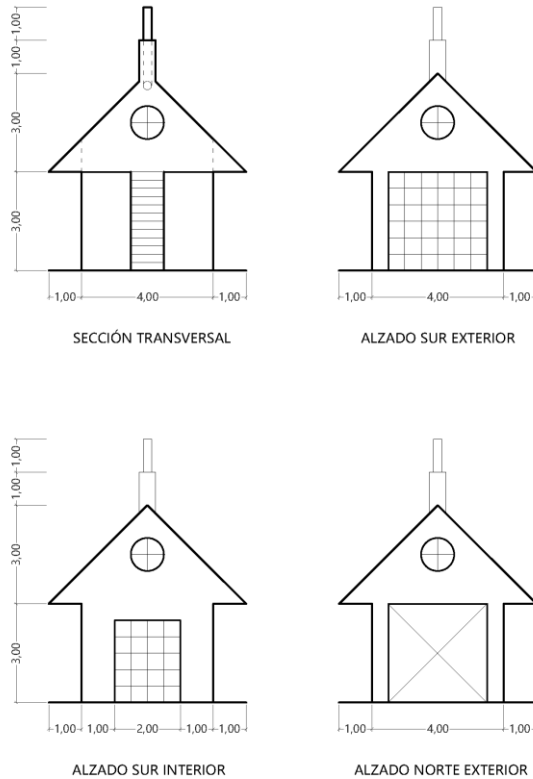 1,00
1,00
3,00
3,00
1,00 4,00 1,00
1,00 4,00 1,00
SECCIÓN TRANSVERSAL
ALZADO SUR EXTERIOR
1,00
1,00
3,00
3,00
1,00 1,00 2,00 1,00 1,00
1,00 4,00 1,00
ALZADO SUR INTERIOR
ALZADO NORTE EXTERIOR